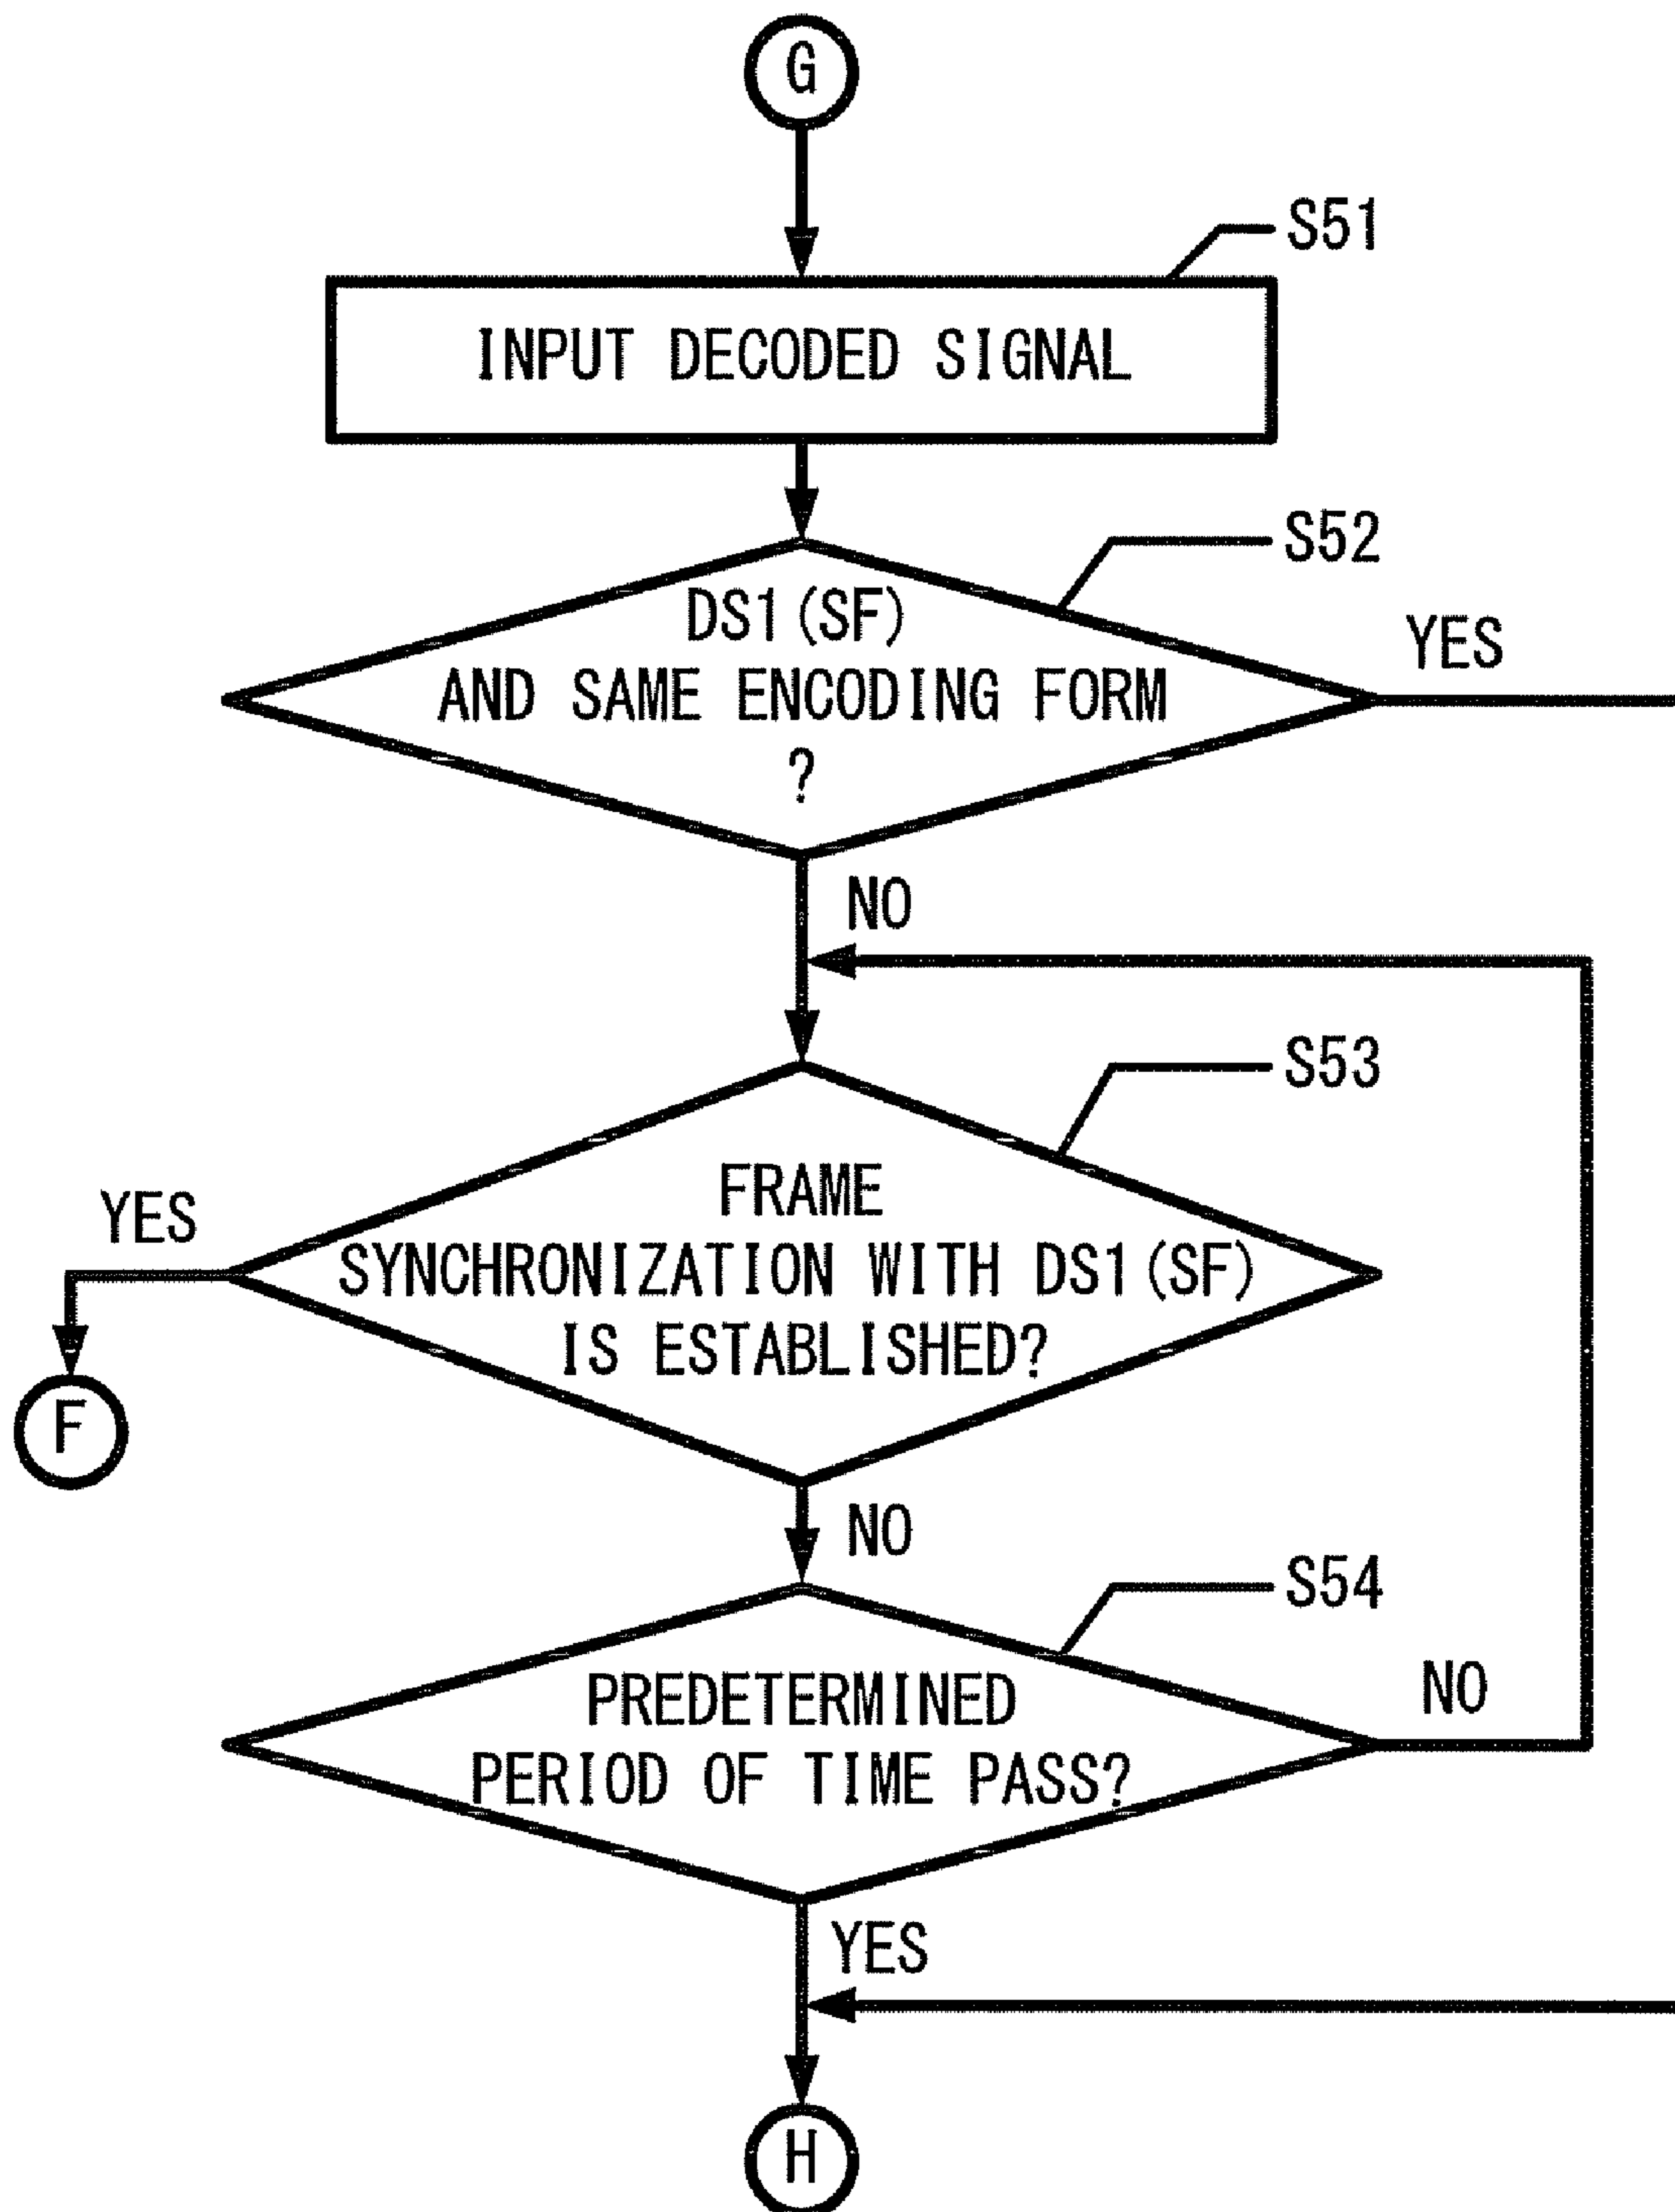 G
S51
INPUT DECODED SIGNAL
S52
DS1(SF)
AND SAME ENCODING FORM
?
YES
NO
S53
FRAME
SYNCHRONIZATION WITH DS1(SF)
IS ESTABLISHED?
YES
F
NO
S54
PREDETERMINED
PERIOD OF TIME PASS?
NO
YES
H